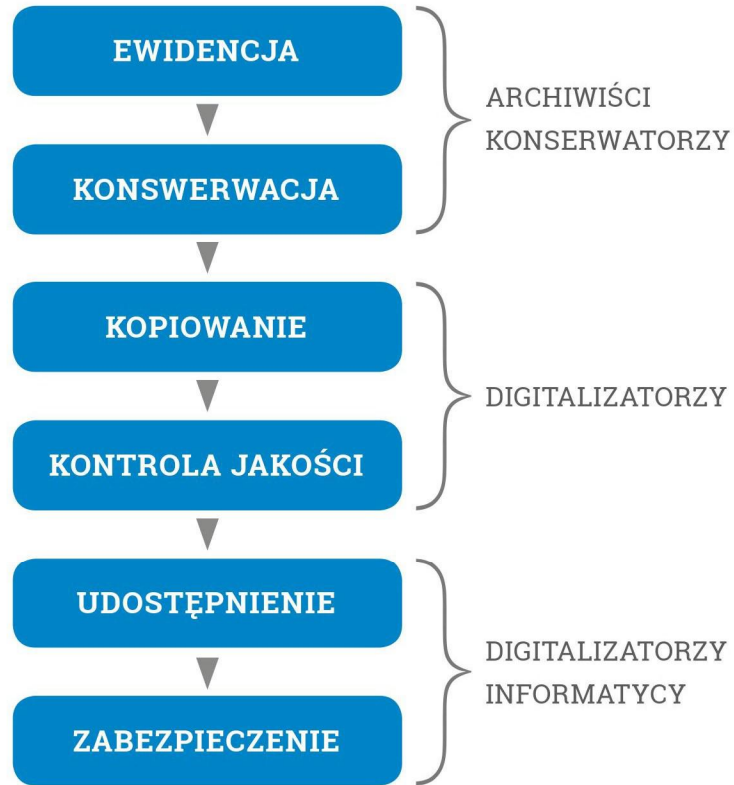 EWIDENCJA
ARCHIWIŚCI
KONSERWATORZY
KONSWERWACJA
KOPIOWANIE
DIGITALIZATORZY
KONTROLA JAKOŚCI
UDOSTĘPNIENIE
DIGITALIZATORZY
INFORMATYCY
ZABEZPIECZENIE